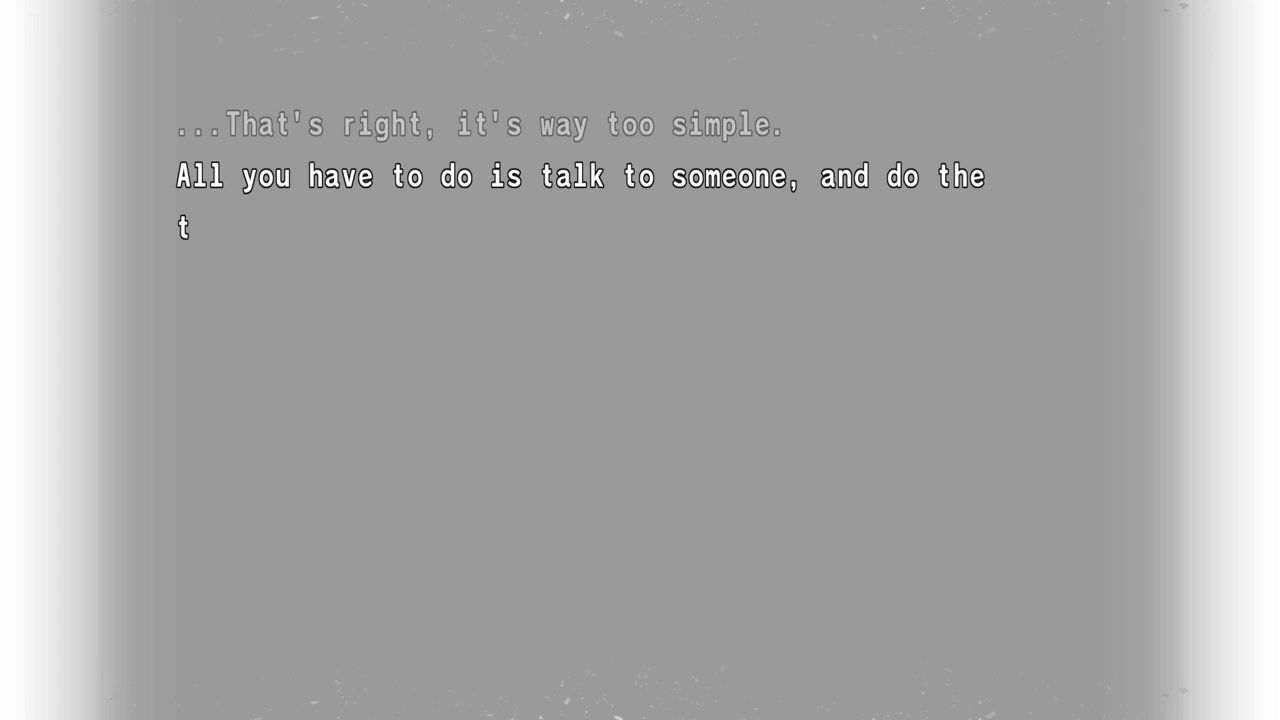 ...That's right, it's way too simple.
All you have to do is talk to someone, and do the
t